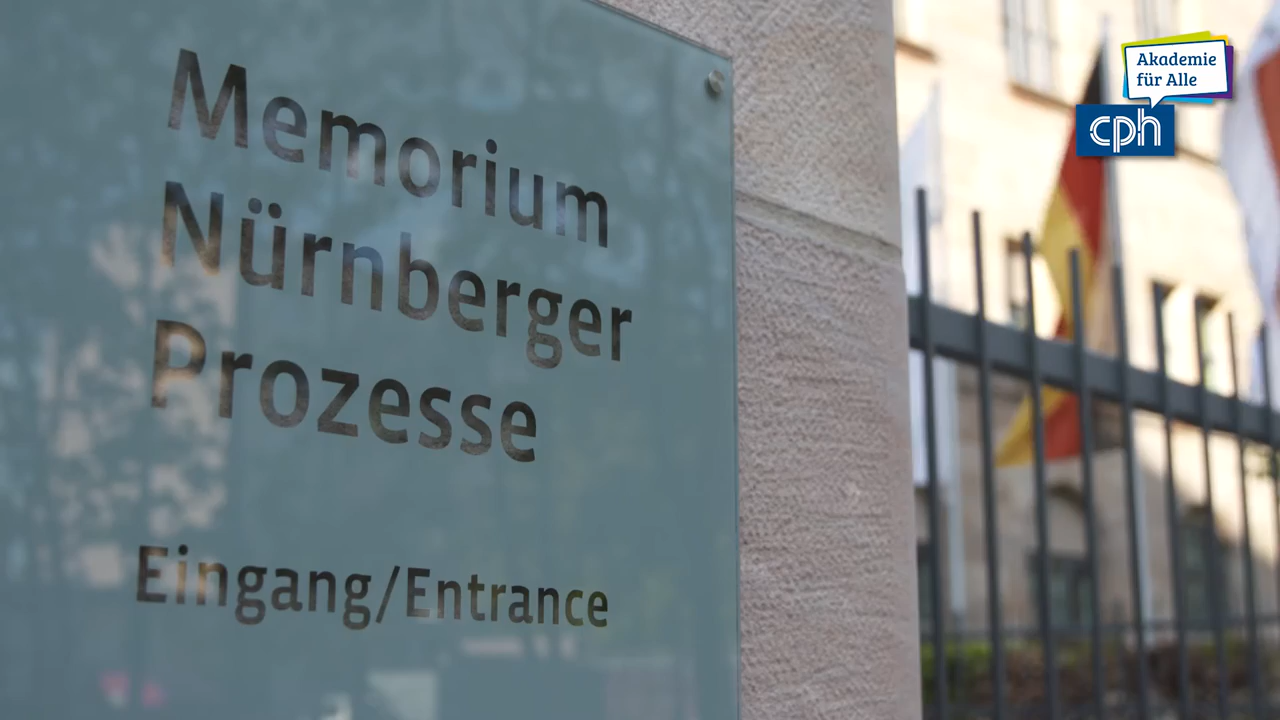 Memorium
Nürnberger
Prozesse
Eingang/Entrance
Akademie
für Alle
cph